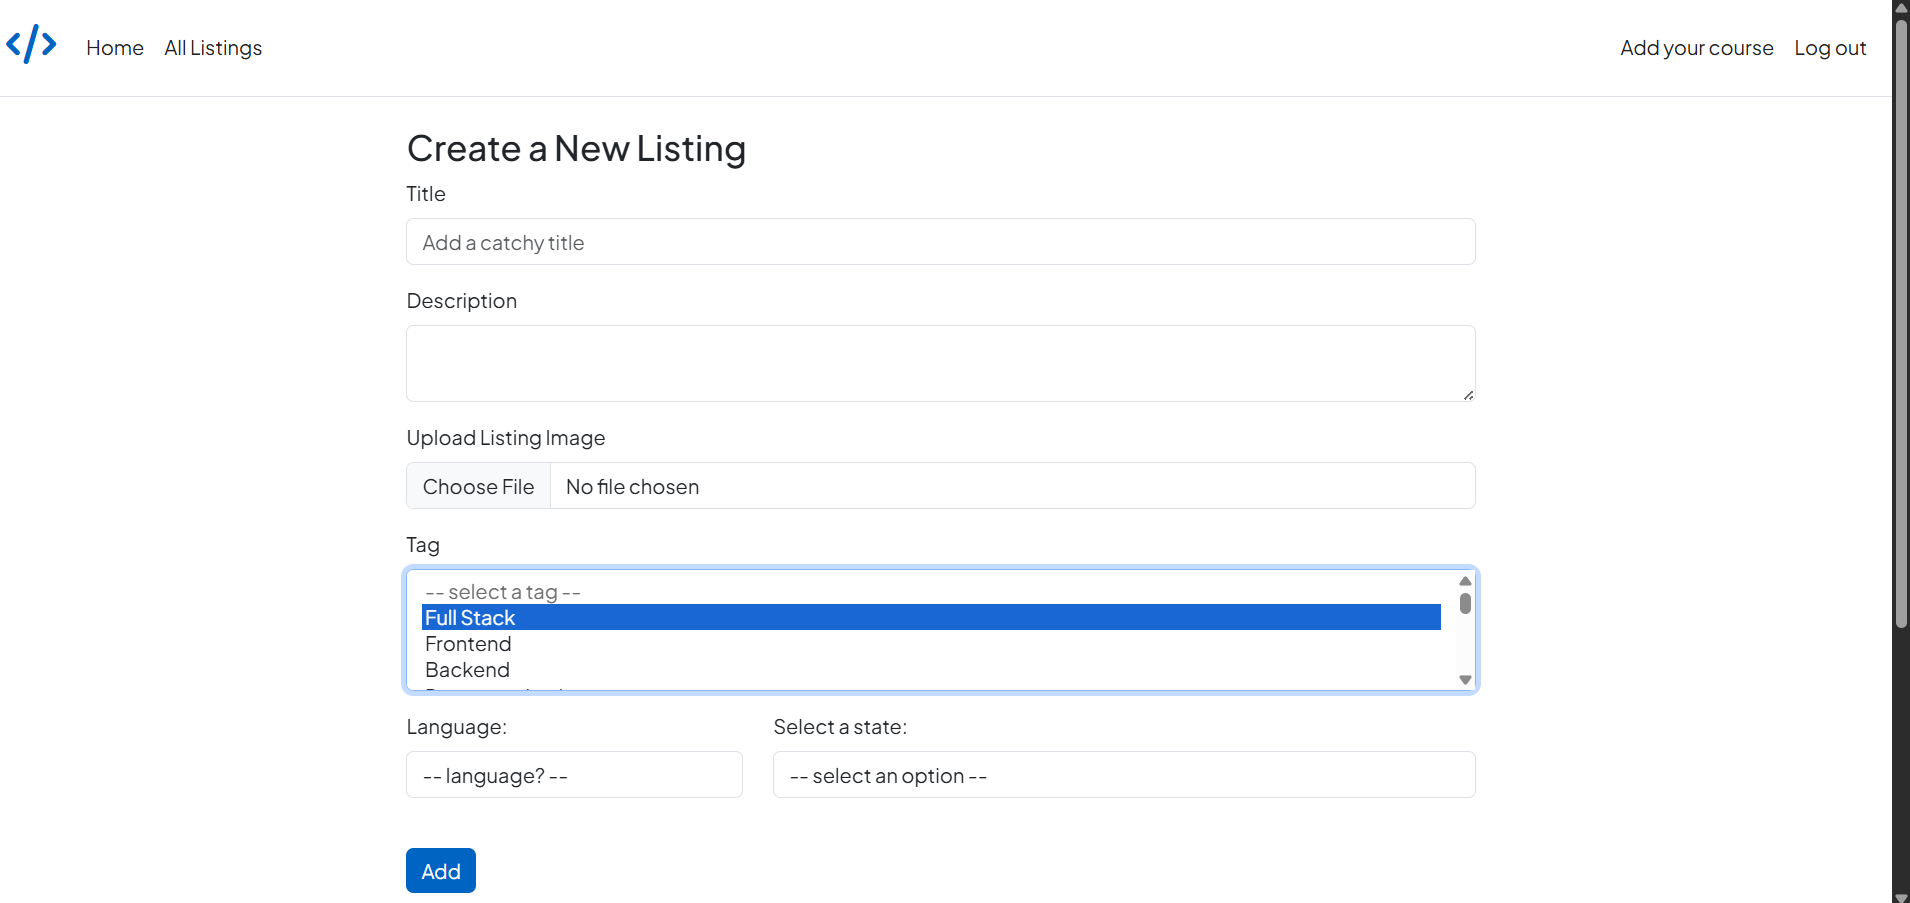 </> Home All Listings Add your course Log out
Create a New Listing
Title
Add a catchy title
Description
Upload Listing Image
Choose File No file chosen
Tag
-- select a tag --
Full Stack
Frontend
Backend
Language: Select a state:
-- language? -- -- select an option --
Add